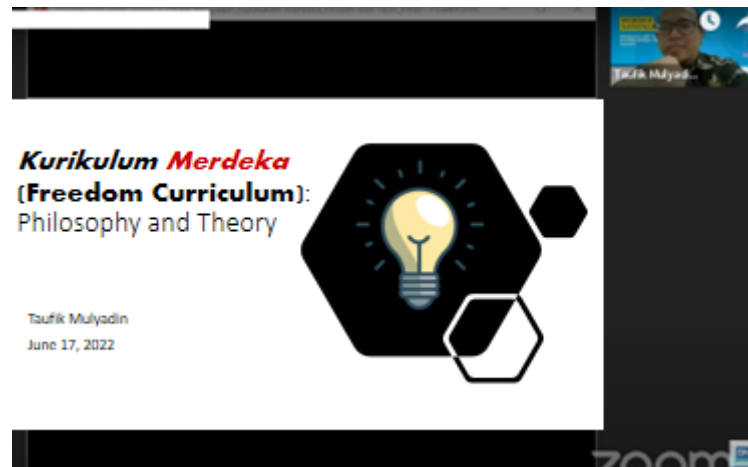 Kurikulum Merdeka
(Freedom Curriculum):
Philosophy and Theory
Taufik Mulyadin
June 17, 2022
Taufik Mulyadi...
zoom